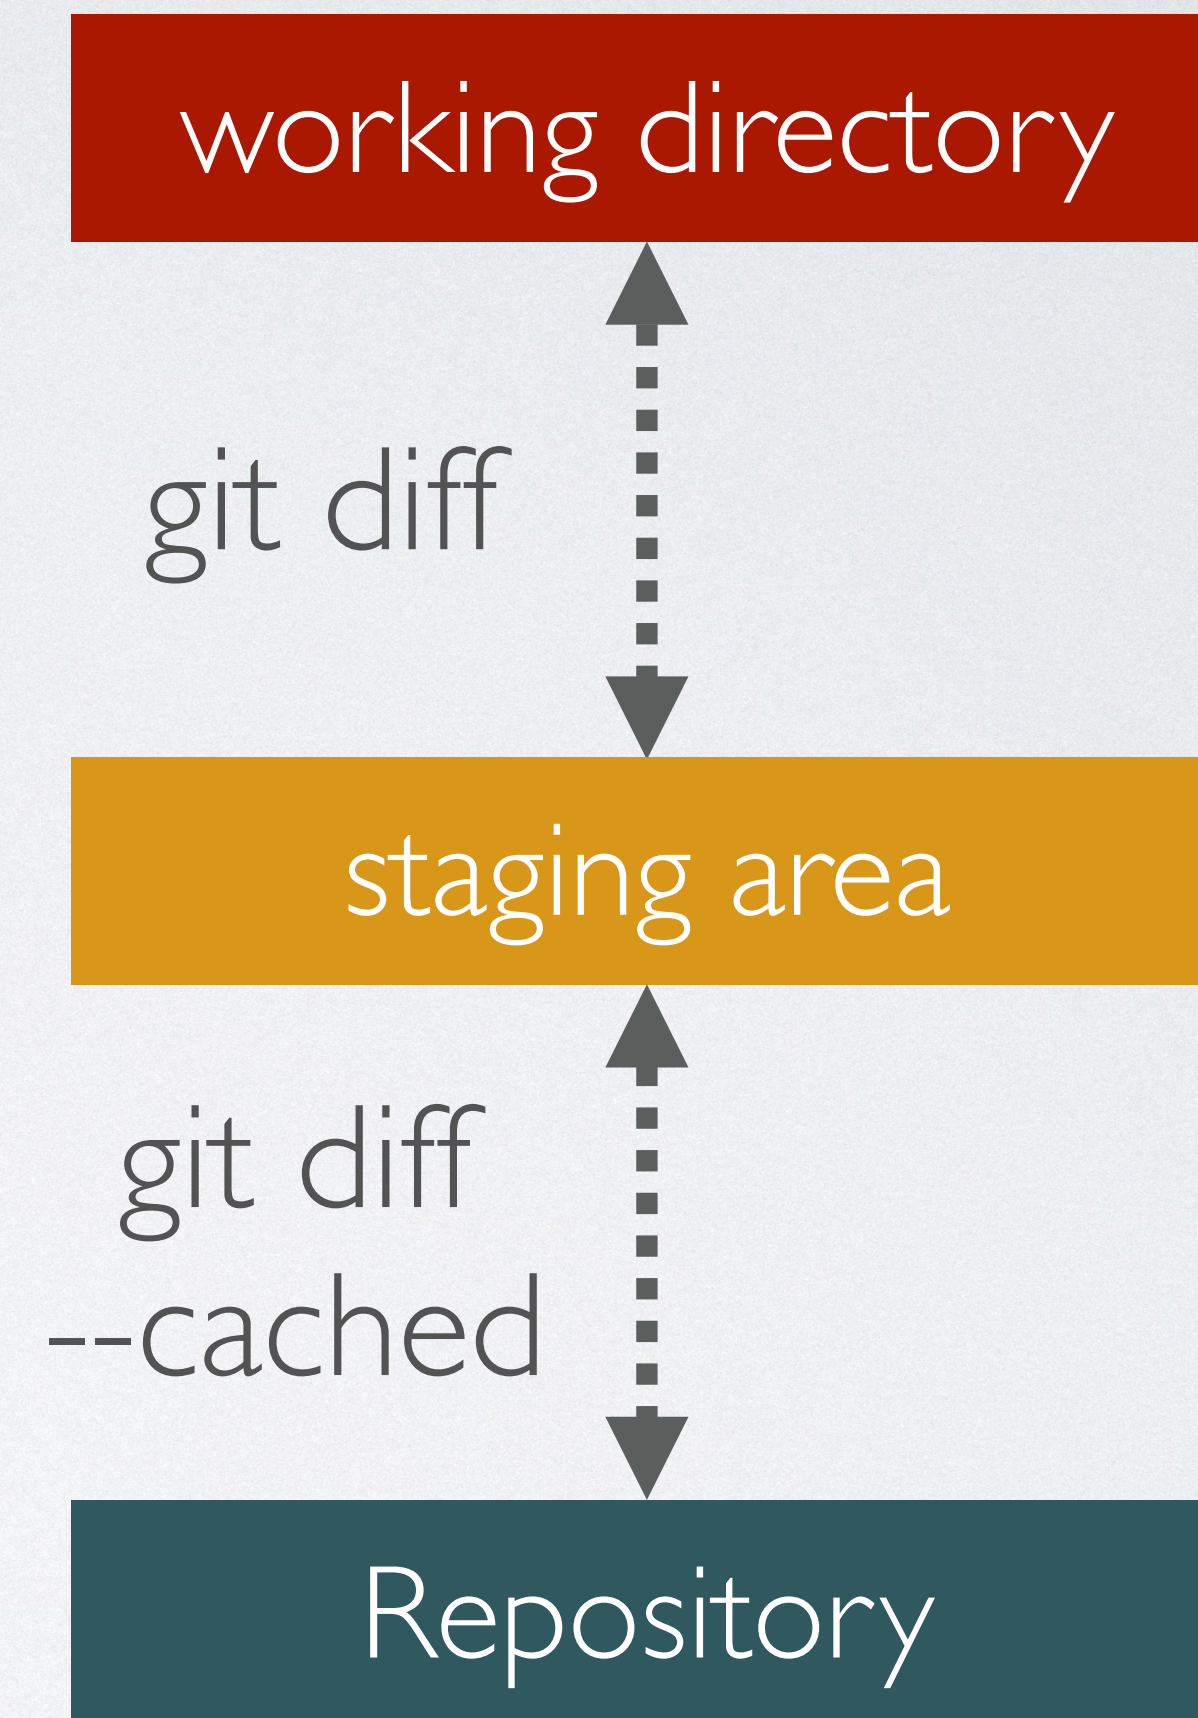 working directory
git diff
staging area
git diff
--cached
Repository